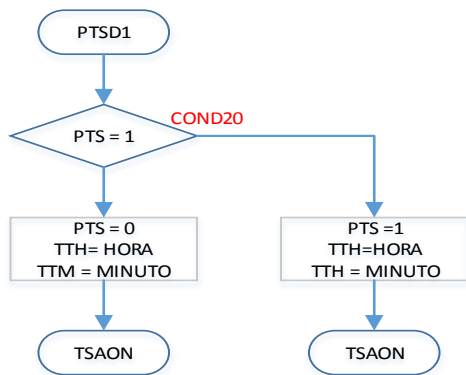 PTSD1
COND20
PTS = 1
PTS = 0
TTH= HORA
TTM = MINUTO
PTS =1
TTH=HORA
TTH = MINUTO
TSAON
TSAON